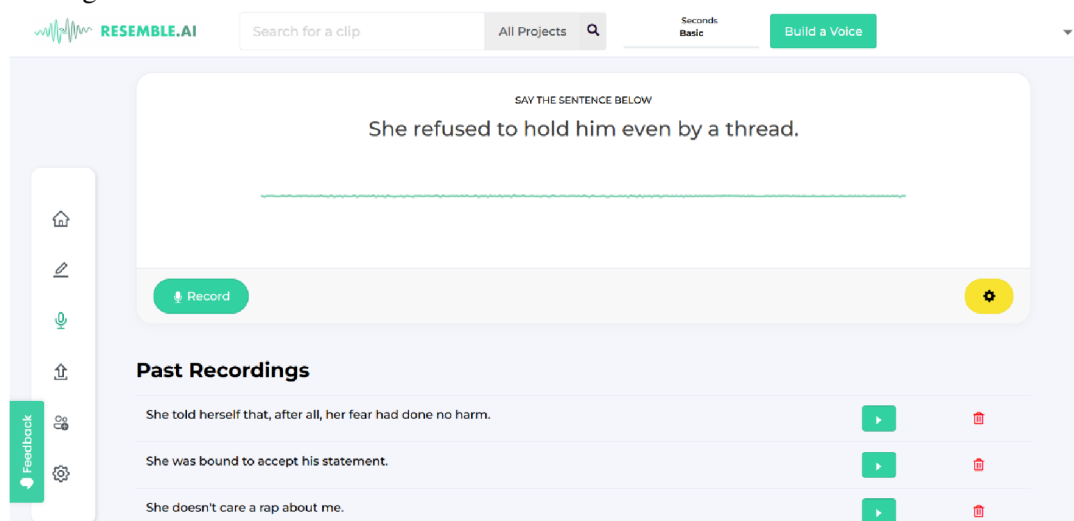 RESEMBLE.AI
Search for a clip
All Projects
Seconds
Basic
Build a Voice
SAY THE SENTENCE BELOW
She refused to hold him even by a thread.
Record
Past Recordings
She told herself that, after all, her fear had done no harm.
She was bound to accept his statement.
She doesn't care a rap about me.
Feedback